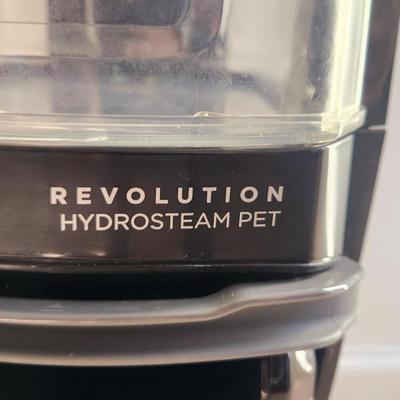 REVOLUTION
HYDROSTEAM PET